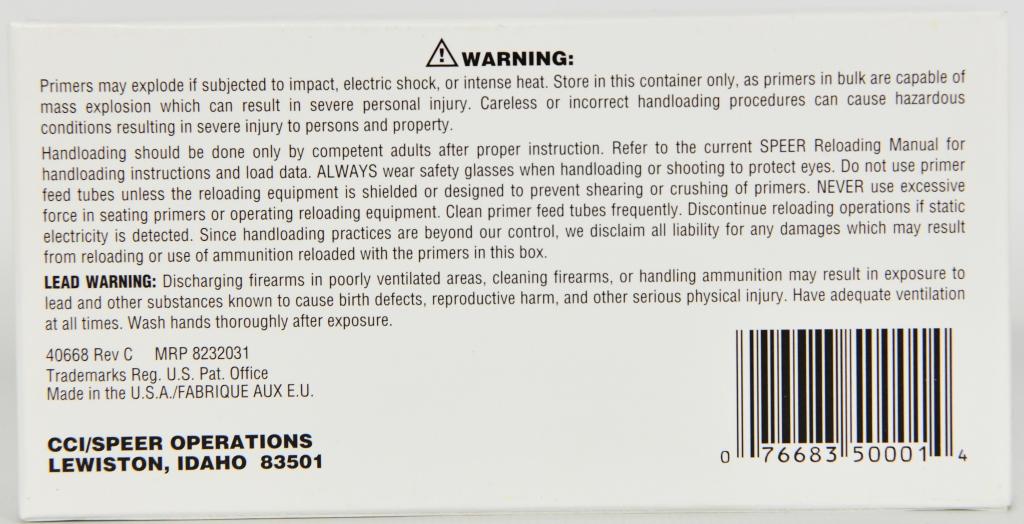 WARNING:
Primers may explode if subjected to impact, electric shock, or intense heat. Store in this container only, as primers in bulk are capable of
mass explosion which can result in severe personal injury. Careless or incorrect handloading procedures can cause hazardous
conditions resulting in severe injury to persons and property.
Handloading should be done only by competent adults after proper instruction. Refer to the current SPEER Reloading Manual for
handloading instructions and load data. ALWAYS wear safety glasses when handloading or shooting to protect eyes. Do not use primer
feed tubes unless the reloading equipment is shielded or designed to prevent shearing or crushing of primers. NEVER use excessive
force in seating primers or operating reloading equipment. Clean primer feed tubes frequently. Discontinue reloading operations if static
electricity is detected. Since handloading practices are beyond our control, we disclaim all liability for any damages which may result
from reloading or use of ammunition reloaded with the primers in this box.
LEAD WARNING: Discharging firearms in poorly ventilated areas, cleaning firearms, or handling ammunition may result in exposure to
lead and other substances known to cause birth defects, reproductive harm, and other serious physical injury. Have adequate ventilation
at all times. Wash hands thoroughly after exposure.
40668 Rev C MRP 8232031
Trademarks Reg. U.S. Pat. Office
Made in the U.S.A./FABRIQUE AUX E.U.
CCI/SPEER OPERATIONS
LEWISTON, IDAHO 83501
0 76683 50001 4